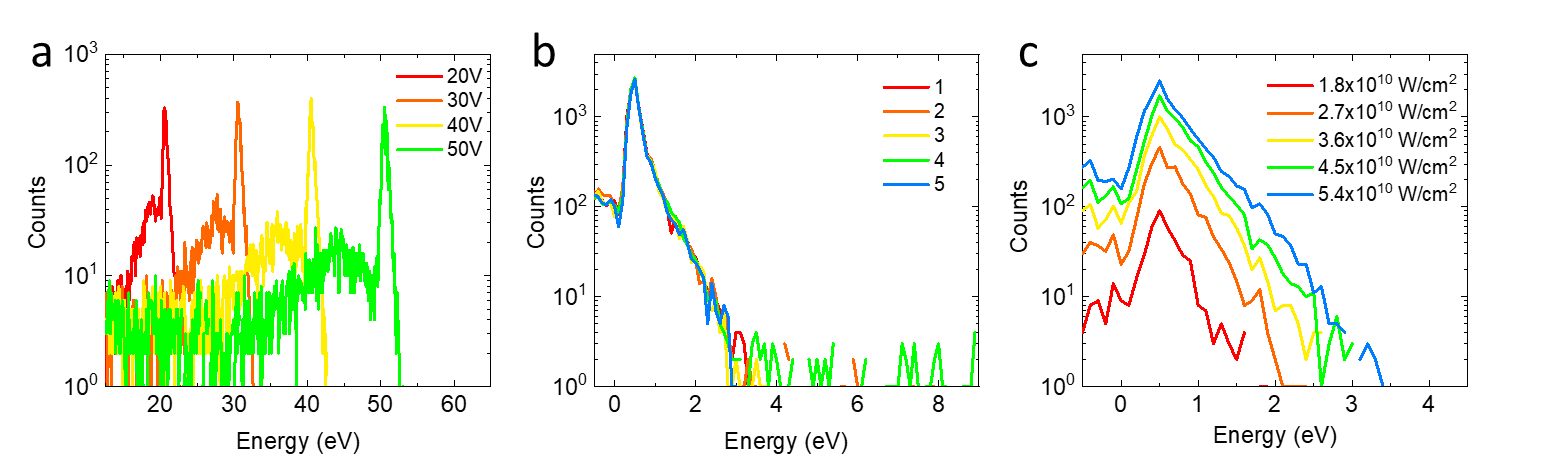 a
10³
10²
10¹
10⁰
Counts
20 30 40 50 60
Energy (eV)
20V
30V
40V
50V
b
10³
10²
10¹
10⁰
Counts
0 2 4 6 8
Energy (eV)
1
2
3
4
5
c
10³
10²
10¹
10⁰
Counts
0 1 2 3 4
Energy (eV)
1.8x10¹⁰ W/cm²
2.7x10¹⁰ W/cm²
3.6x10¹⁰ W/cm²
4.5x10¹⁰ W/cm²
5.4x10¹⁰ W/cm²